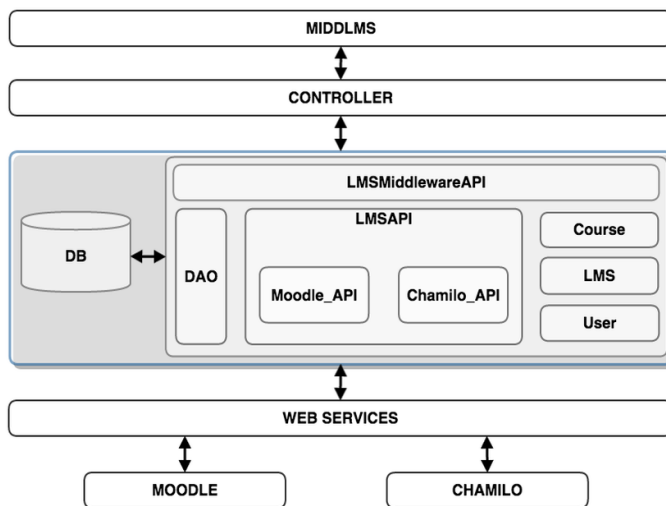 MIDDLMS
CONTROLLER
LMSMiddlewareAPI
DB
DAO
LMSAPI
Moodle_API
Chamilo_API
Course
LMS
User
WEB SERVICES
MOODLE
CHAMILO